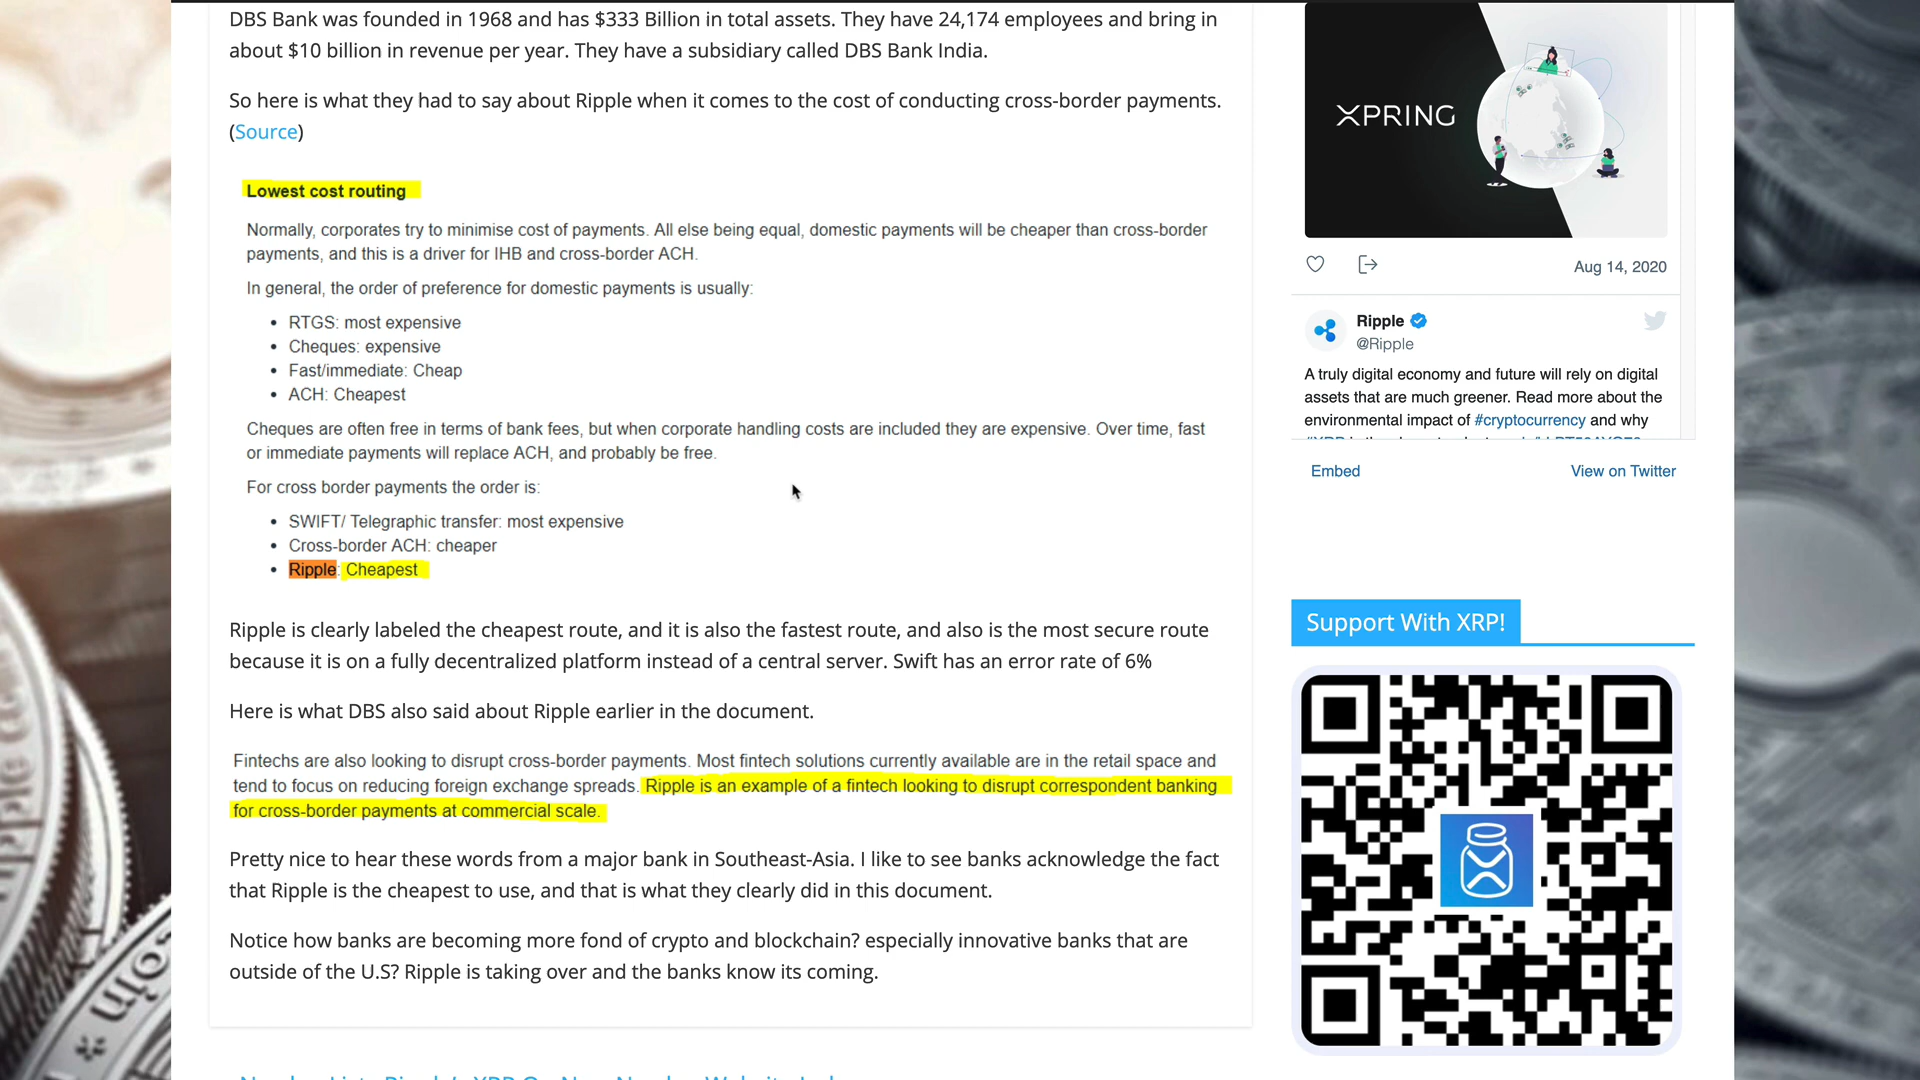 DBS Bank was founded in 1968 and has $333 Billion in total assets. They have 24,174 employees and bring in
about $10 billion in revenue per year. They have a subsidiary called DBS Bank India.
So here is what they had to say about Ripple when it comes to the cost of conducting cross-border payments.
(Source)
Lowest cost routing
Normally, corporates try to minimise cost of payments. All else being equal, domestic payments will be cheaper than cross-border
payments, and this is a driver for IHB and cross-border ACH.
In general, the order of preference for domestic payments is usually:
• RTGS: most expensive
• Cheques: expensive
• Fast/immediate: Cheap
• ACH: Cheapest
Cheques are often free in terms of bank fees, but when corporate handling costs are included they are expensive. Over time, fast
or immediate payments will replace ACH, and probably be free.
For cross border payments the order is:
• SWIFT/ Telegraphic transfer: most expensive
• Cross-border ACH: cheaper
• Ripple: Cheapest
Ripple is clearly labeled the cheapest route, and it is also the fastest route, and also is the most secure route
because it is on a fully decentralized platform instead of a central server. Swift has an error rate of 6%
Here is what DBS also said about Ripple earlier in the document.
Fintechs are also looking to disrupt cross-border payments. Most fintech solutions currently available are in the retail space and
tend to focus on reducing foreign exchange spreads. Ripple is an example of a fintech looking to disrupt correspondent banking
for cross-border payments at commercial scale.
Pretty nice to hear these words from a major bank in Southeast-Asia. I like to see banks acknowledge the fact
that Ripple is the cheapest to use, and that is what they clearly did in this document.
Notice how banks are becoming more fond of crypto and blockchain? especially innovative banks that are
outside of the U.S? Ripple is taking over and the banks know its coming.
XPRING
Aug 14, 2020
Ripple
@Ripple
A truly digital economy and future will rely on digital
assets that are much greener. Read more about the
environmental impact of #cryptocurrency and why
Embed
View on Twitter
Support With XRP!